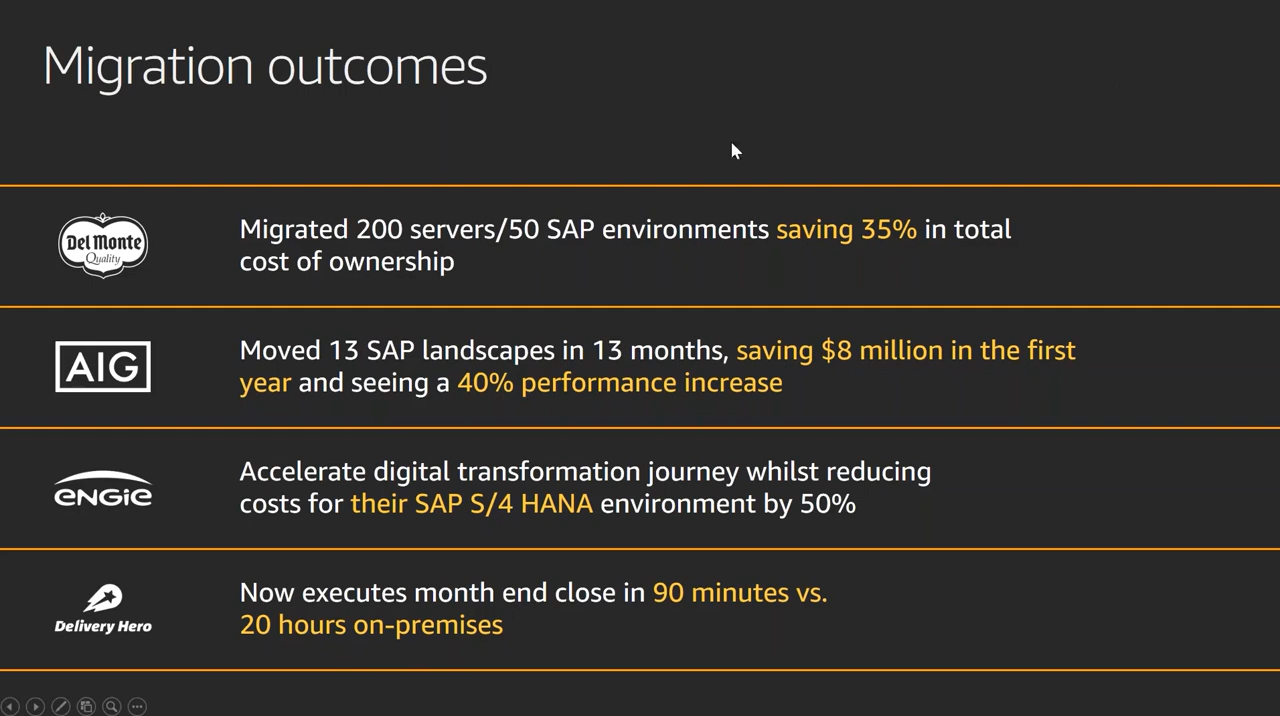 Migration outcomes
Del Monte
Quality
Migrated 200 servers/50 SAP environments saving 35% in total
cost of ownership
AIG
Moved 13 SAP landscapes in 13 months, saving $8 million in the first
year and seeing a 40% performance increase
ENGIE
Accelerate digital transformation journey whilst reducing
costs for their SAP S/4 HANA environment by 50%
Delivery Hero
Now executes month end close in 90 minutes vs.
20 hours on-premises